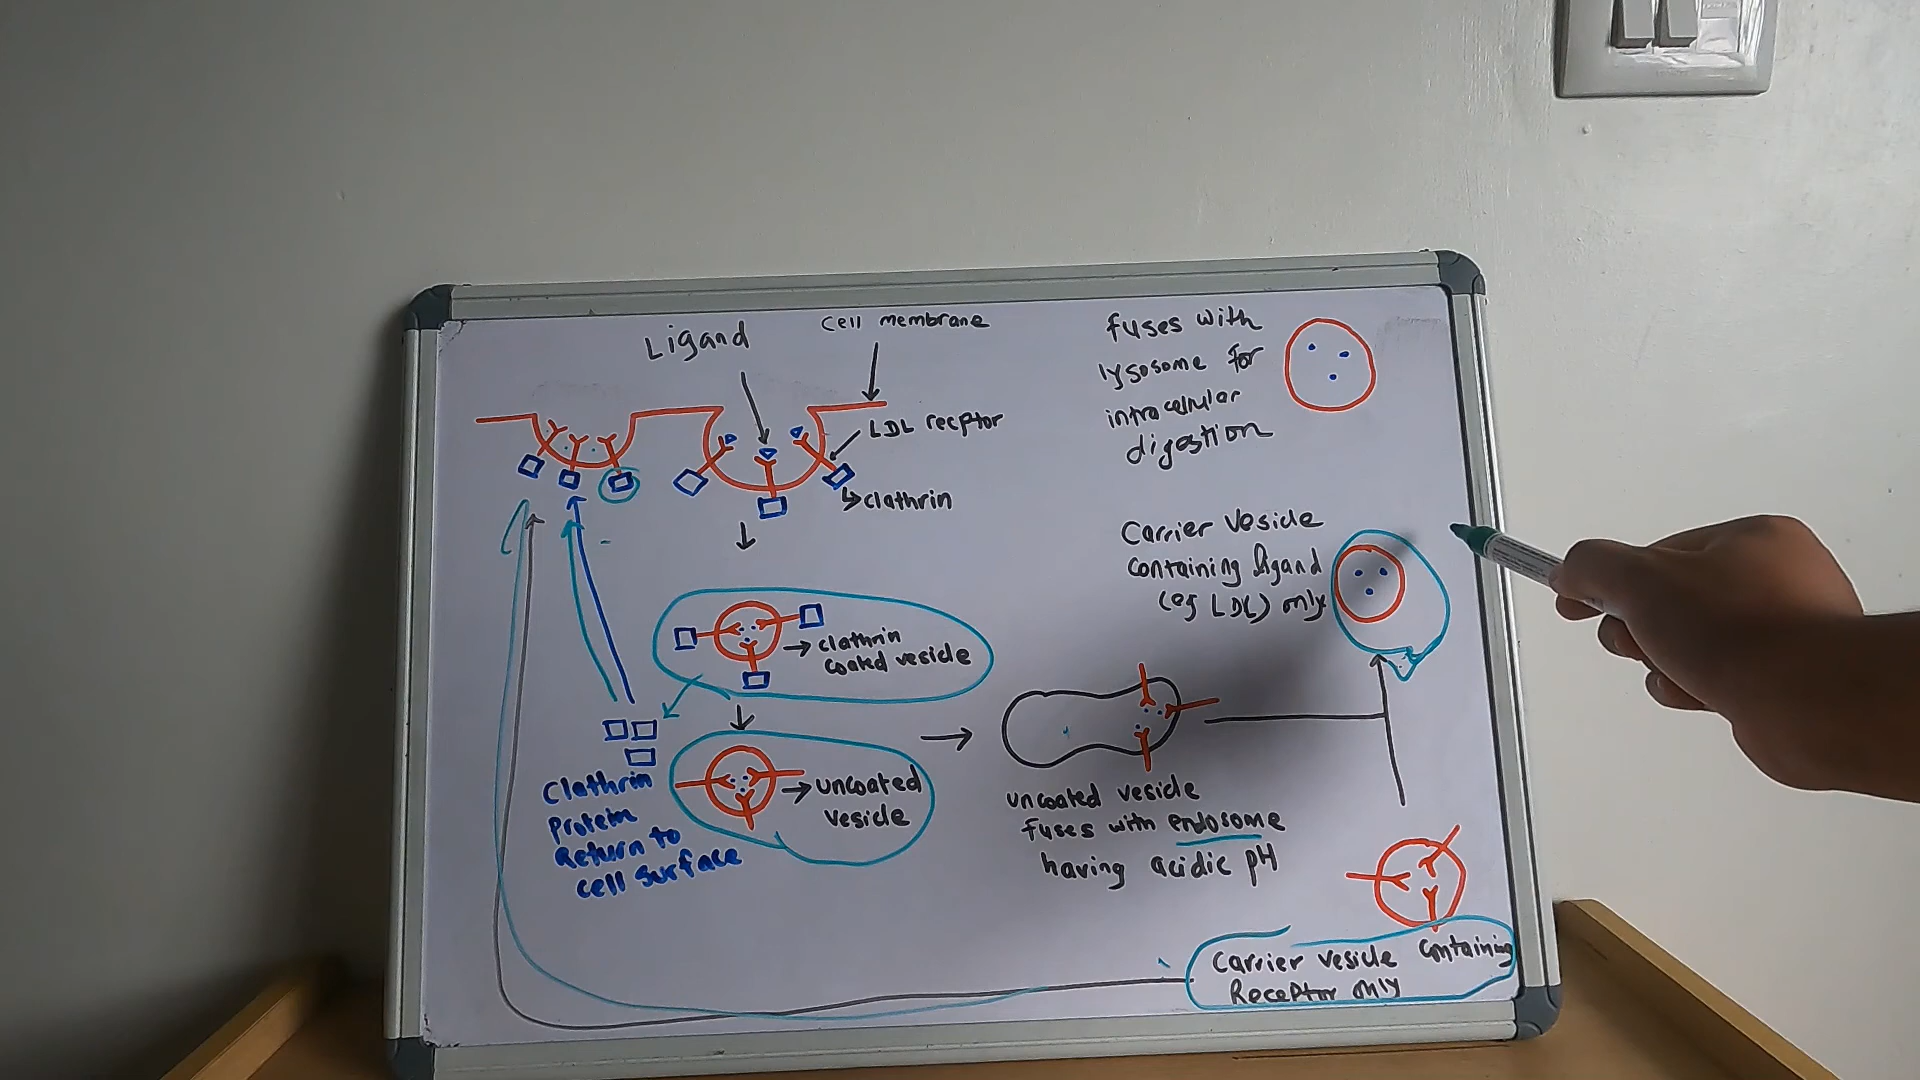 Ligand
Cell membrane
LDL recptor
clathrin
clathrin
coated vesicle
uncoated
vesicle
Clathrin
Protein
Return to
cell surface
uncoated vesicle
fuses with endosome
having acidic pH
fuses with
lysosome for
intracellular
digestion
Carrier Vesicle
containing ligand
(eg LDL) only
Carrier vesicle containing
Receptor only